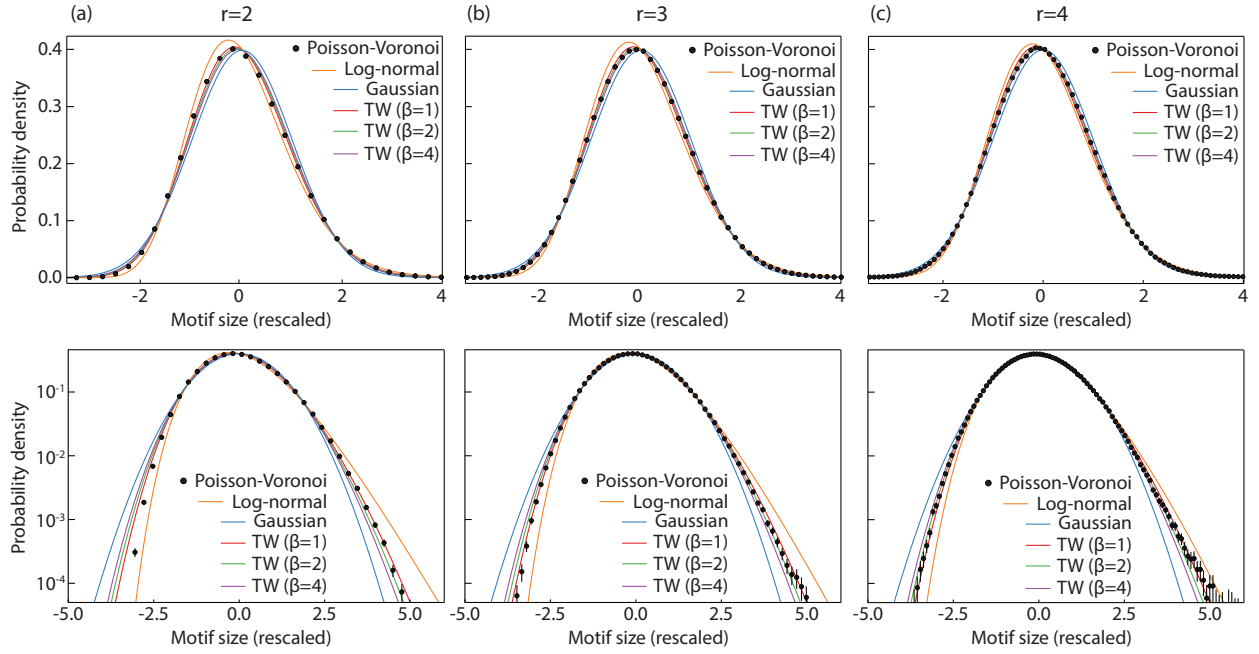 (a) r=2
(b) r=3
(c) r=4
Probability density
0.4
0.3
0.2
0.1
0.0
Poisson-Voronoi
Log-normal
Gaussian
TW (β=1)
TW (β=2)
TW (β=4)
-2 0 2 4
Motif size (rescaled)
Poisson-Voronoi
Log-normal
Gaussian
TW (β=1)
TW (β=2)
TW (β=4)
-2 0 2 4
Motif size (rescaled)
Poisson-Voronoi
Log-normal
Gaussian
TW (β=1)
TW (β=2)
TW (β=4)
-2 0 2 4
Motif size (rescaled)
Probability density
10⁻¹
10⁻²
10⁻³
10⁻⁴
Poisson-Voronoi
Log-normal
Gaussian
TW (β=1)
TW (β=2)
TW (β=4)
-5.0 -2.5 0.0 2.5 5.0
Motif size (rescaled)
Poisson-Voronoi
Log-normal
Gaussian
TW (β=1)
TW (β=2)
TW (β=4)
-5.0 -2.5 0.0 2.5 5.0
Motif size (rescaled)
Poisson-Voronoi
Log-normal
Gaussian
TW (β=1)
TW (β=2)
TW (β=4)
-5.0 -2.5 0.0 2.5 5.0
Motif size (rescaled)